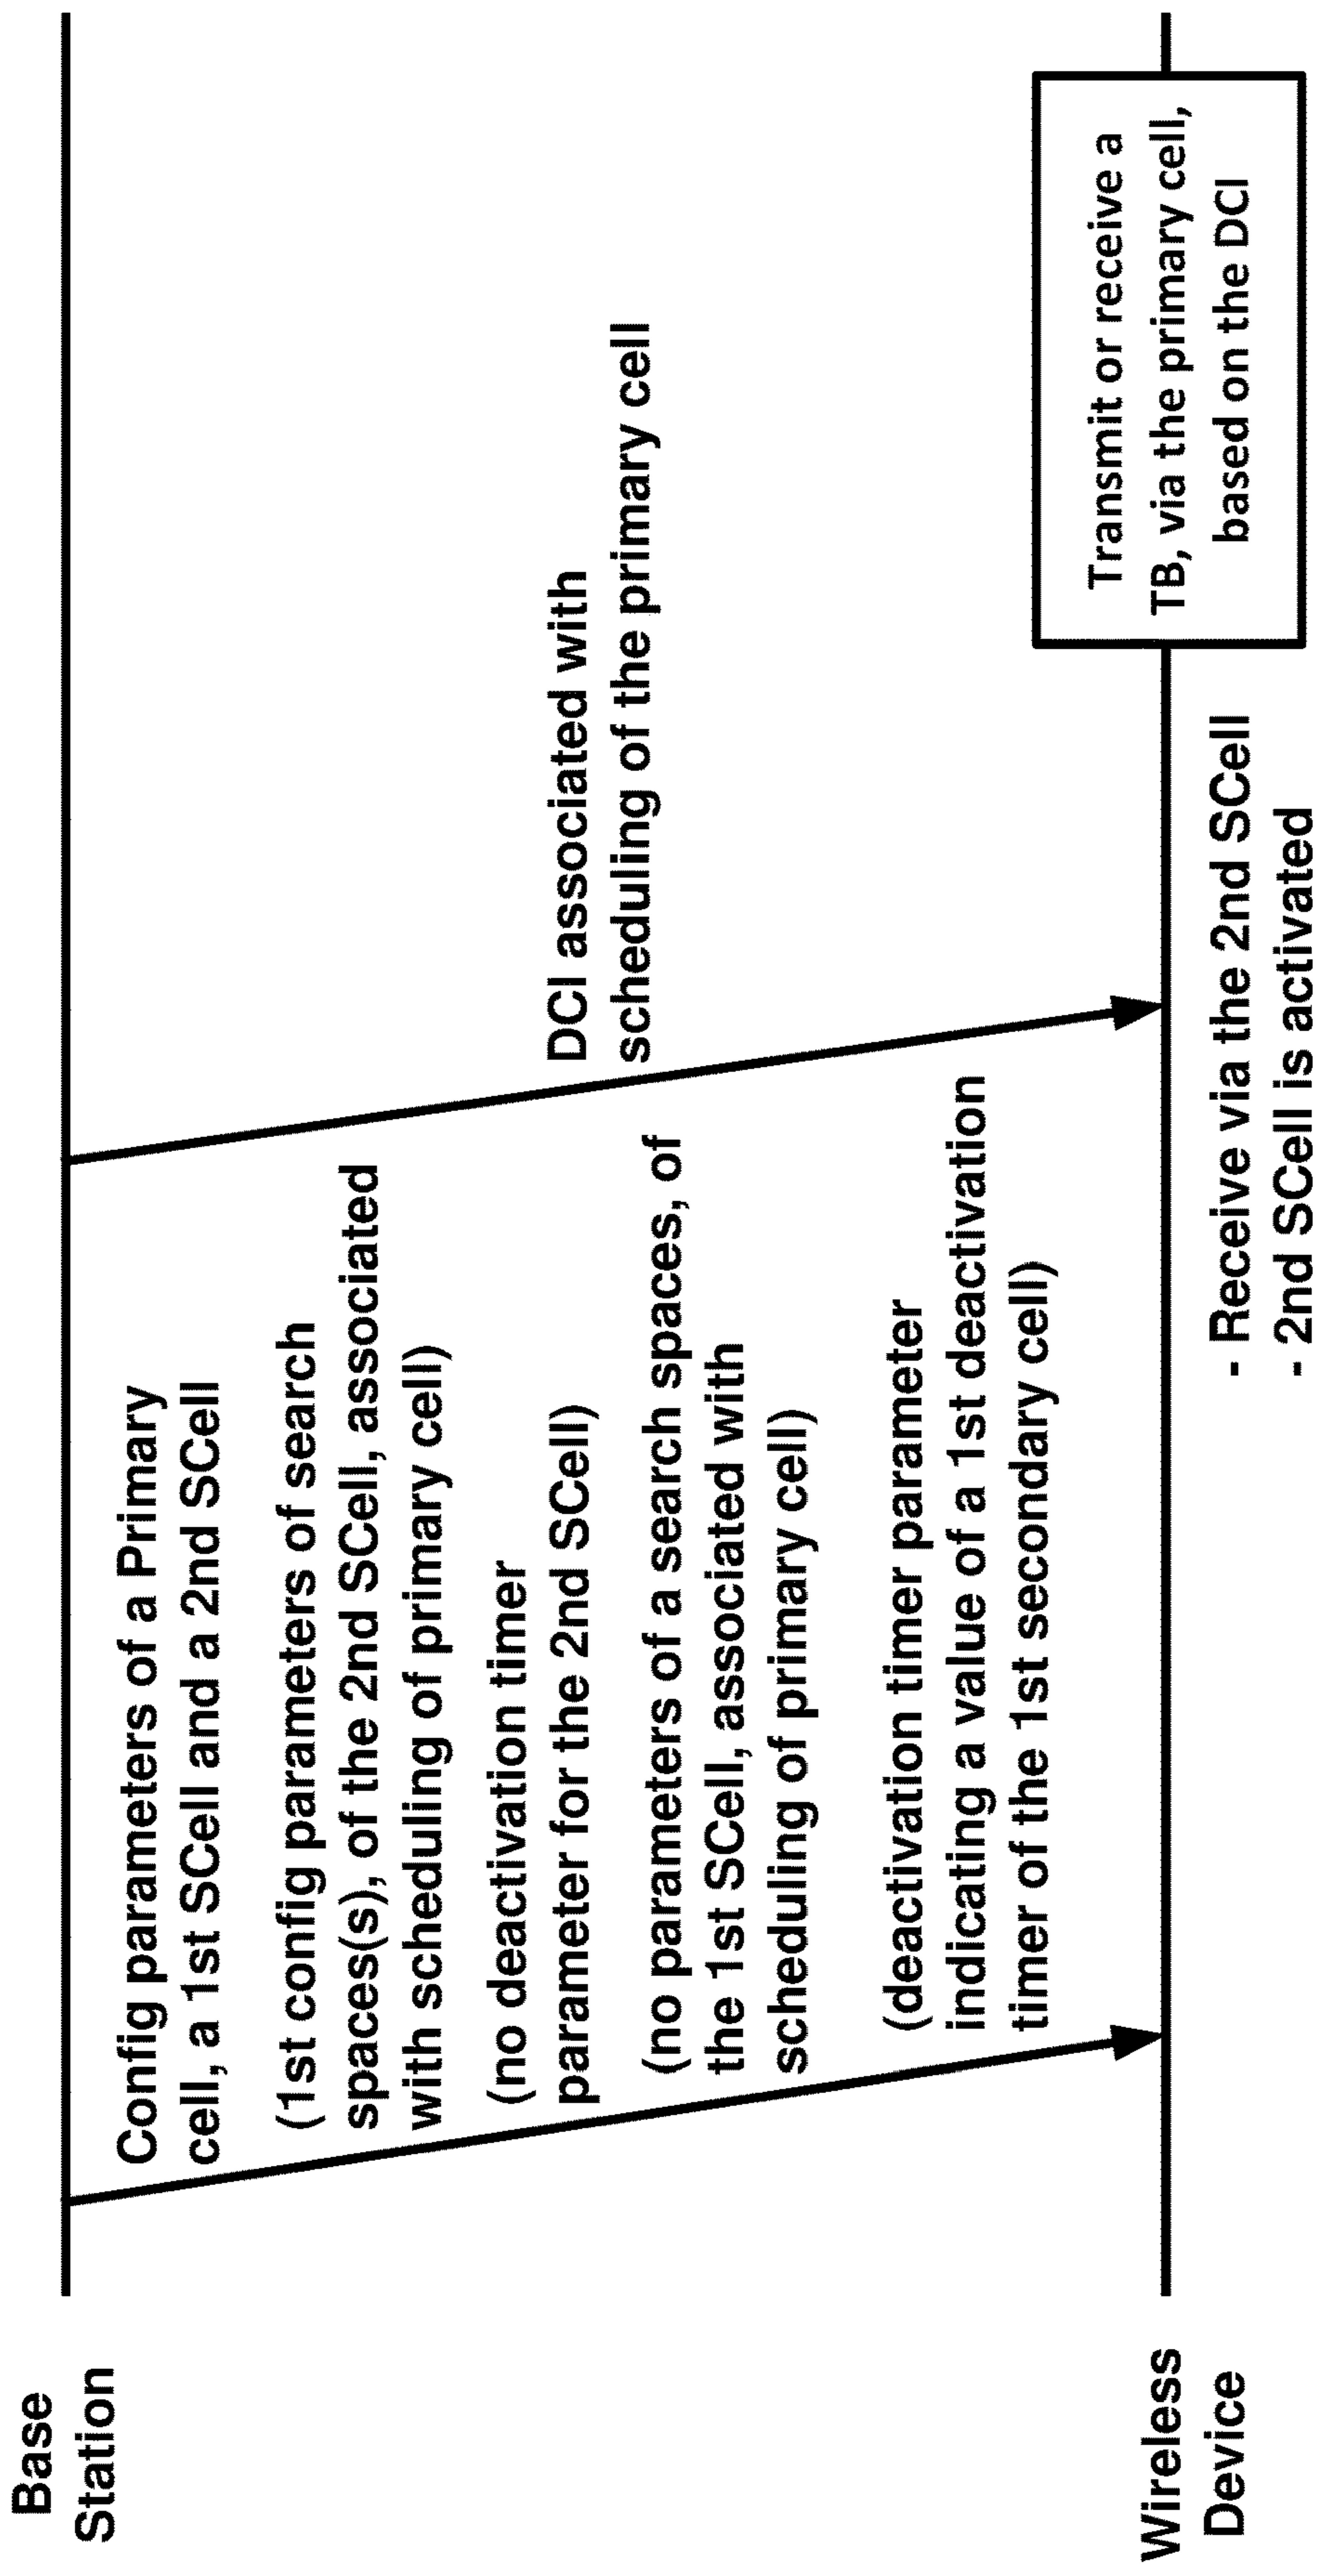 Base
Station
Config parameters of a Primary
cell, a 1st SCell and a 2nd SCell
(1st config parameters of search
spaces(s), of the 2nd SCell, associated
with scheduling of primary cell)
(no deactivation timer
parameter for the 2nd SCell)
(no parameters of a search spaces, of
the 1st SCell, associated with
scheduling of primary cell)
(deactivation timer parameter
indicating a value of a 1st deactivation
timer of the 1st secondary cell)
DCI associated with
scheduling of the primary cell
Wireless
Device
- Receive via the 2nd SCell
- 2nd SCell is activated
Transmit or receive a
TB, via the primary cell,
based on the DCI